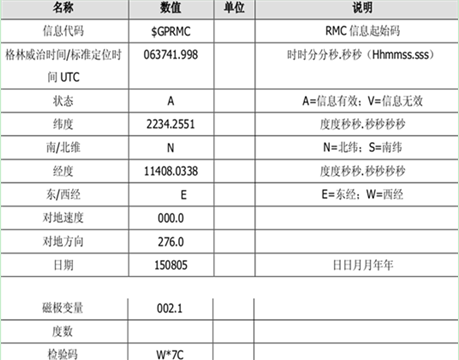 名称 数值 单位 说明
信息代码 $GPRMC RMC 信息起始码
格林威治时间/标准定位时 063741.998 时时分分秒.秒秒（Hhmmss.sss）
间 UTC
状态 A A=信息有效；V=信息无效
纬度 2234.2551 度度秒秒.秒秒秒秒
南/北维 N N=北纬；S=南纬
经度 11408.0338 度度秒秒.秒秒秒秒
东/西经 E E=东经；W=西经
对地速度 000.0
对地方向 276.0
日期 150805 日日月月年年
磁极变量 002.1
度数
检验码 W*7C